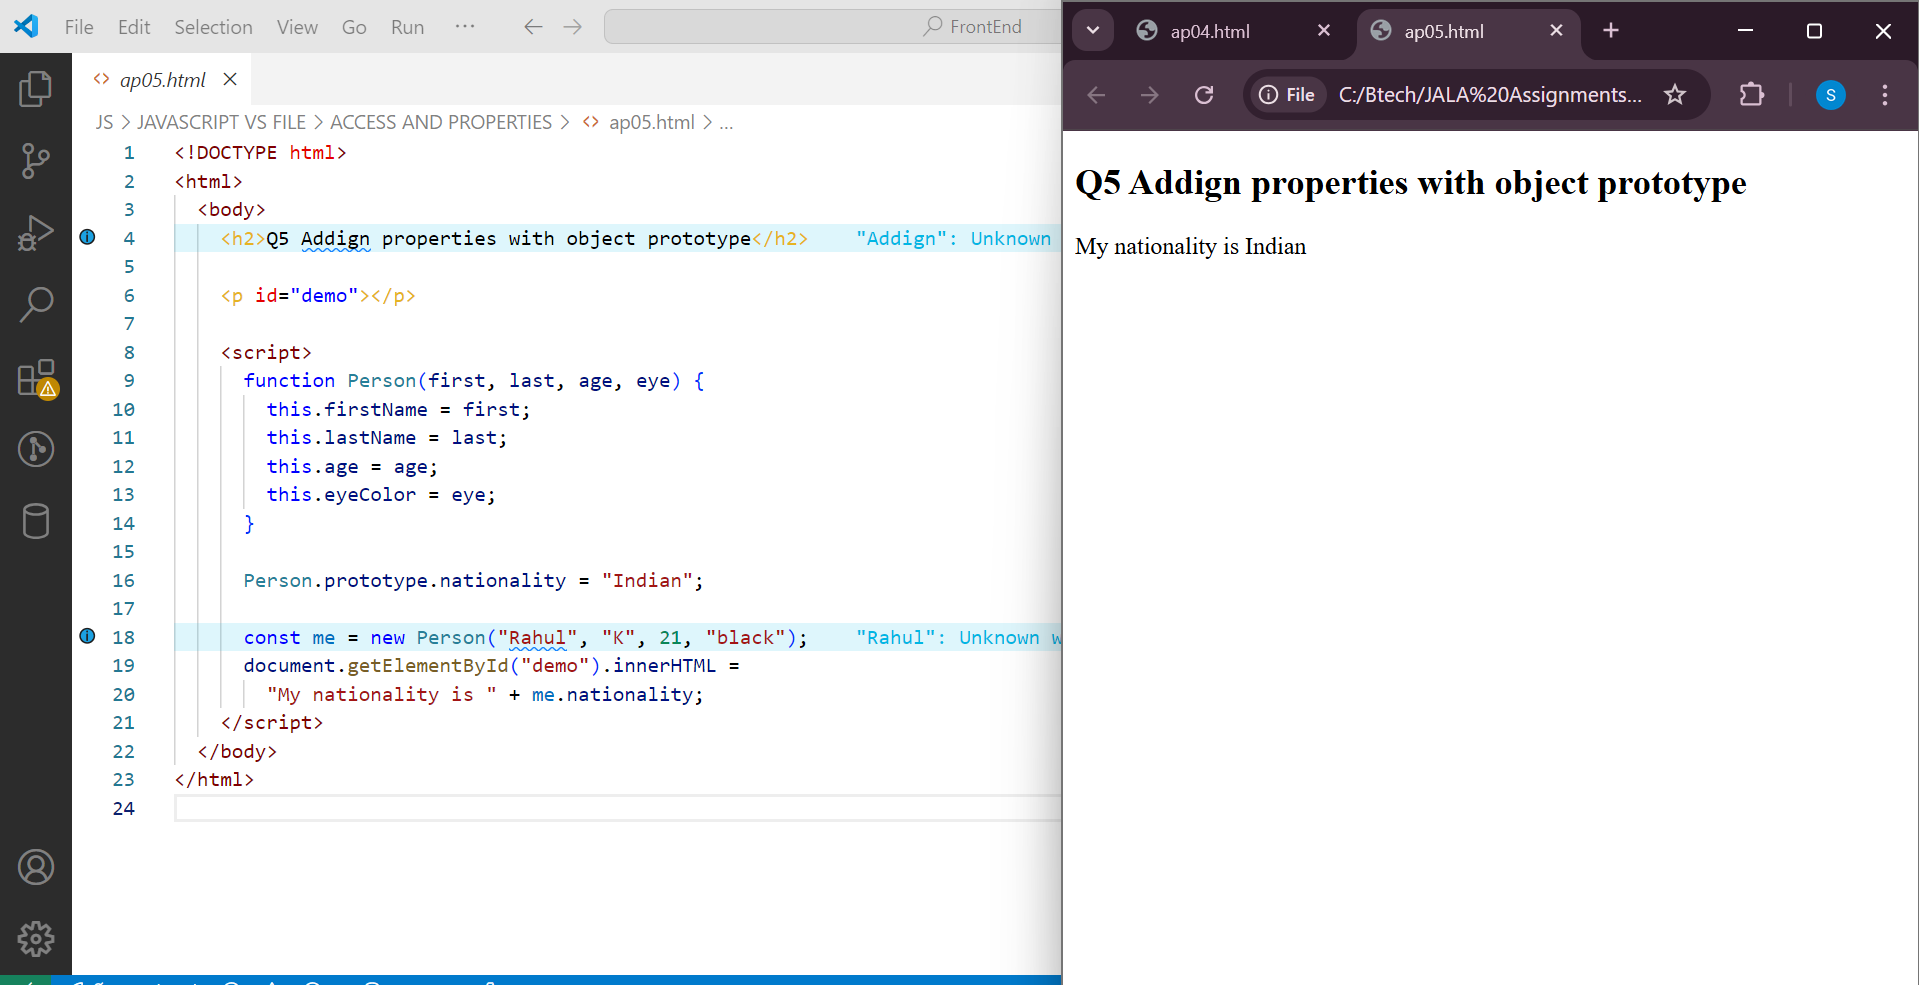 File Edit Selection View Go Run ··· FrontEnd
ap05.html
JS > JAVASCRIPT VS FILE > ACCESS AND PROPERTIES > <> ap05.html > ...
1 <!DOCTYPE html>
2 <html>
3 <body>
4 <h2>Q5 Addign properties with object prototype</h2> "Addign": Unknown
5
6 <p id="demo"></p>
7
8 <script>
9 function Person(first, last, age, eye) {
10 this.firstName = first;
11 this.lastName = last;
12 this.age = age;
13 this.eyeColor = eye;
14 }
15
16 Person.prototype.nationality = "Indian";
17
18 const me = new Person("Rahul", "K", 21, "black"); "Rahul": Unknown w
19 document.getElementById("demo").innerHTML =
20 "My nationality is " + me.nationality;
21 </script>
22 </body>
23 </html>
24
ap04.html ap05.html
File C:/Btech/JALA%20Assignments... S
Q5 Addign properties with object prototype
My nationality is Indian